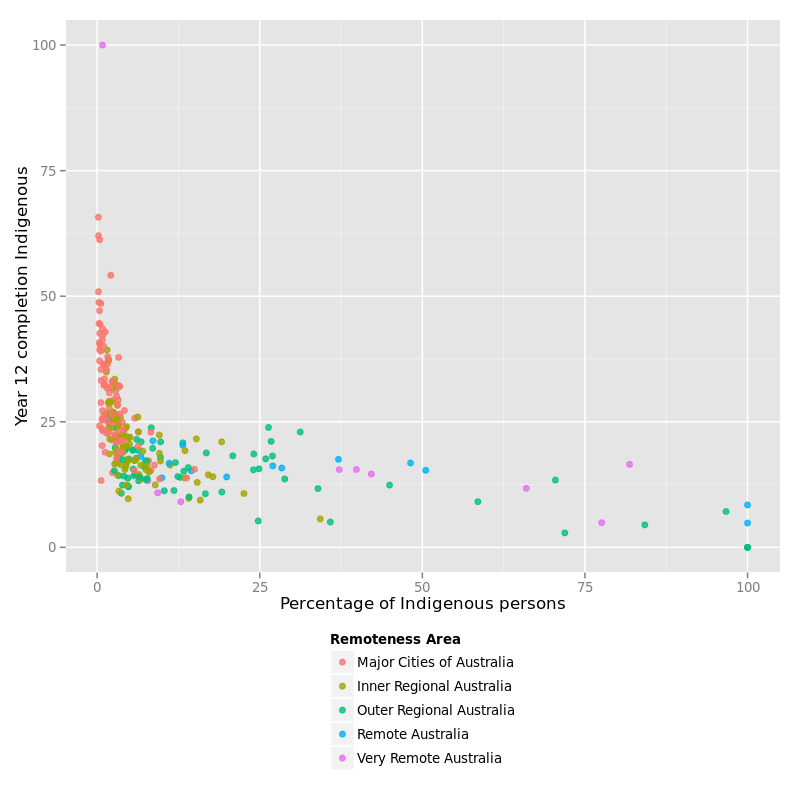 100
75
50
25
0
Year 12 completion Indigenous
0 25 50 75 100
Percentage of Indigenous persons
Remoteness Area
Major Cities of Australia
Inner Regional Australia
Outer Regional Australia
Remote Australia
Very Remote Australia